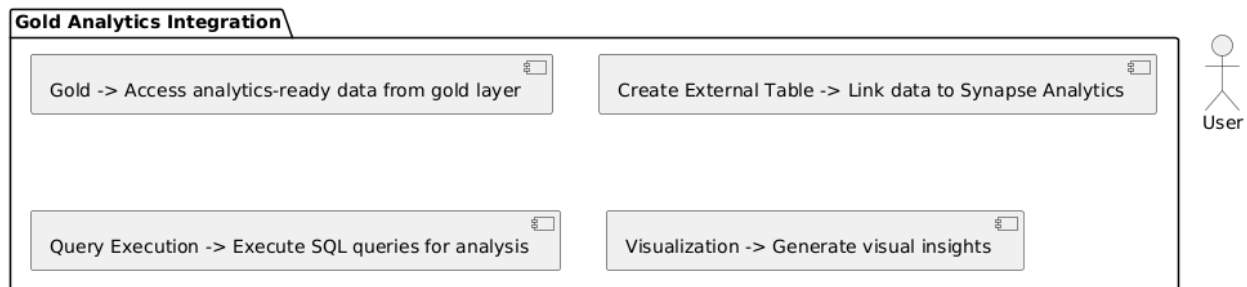 Gold Analytics Integration
Gold -> Access analytics-ready data from gold layer
Create External Table -> Link data to Synapse Analytics
User
Query Execution -> Execute SQL queries for analysis
Visualization -> Generate visual insights